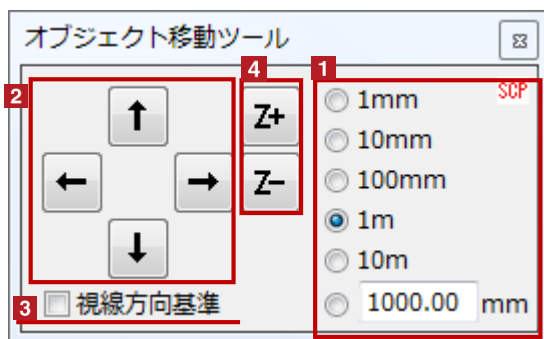 オブジェクト移動ツール
4 1
2 SCP
↑ Z+ 1mm
10mm
← → Z− 100mm
1m
↓ 10m
3 視線方向基準 1000.00 mm